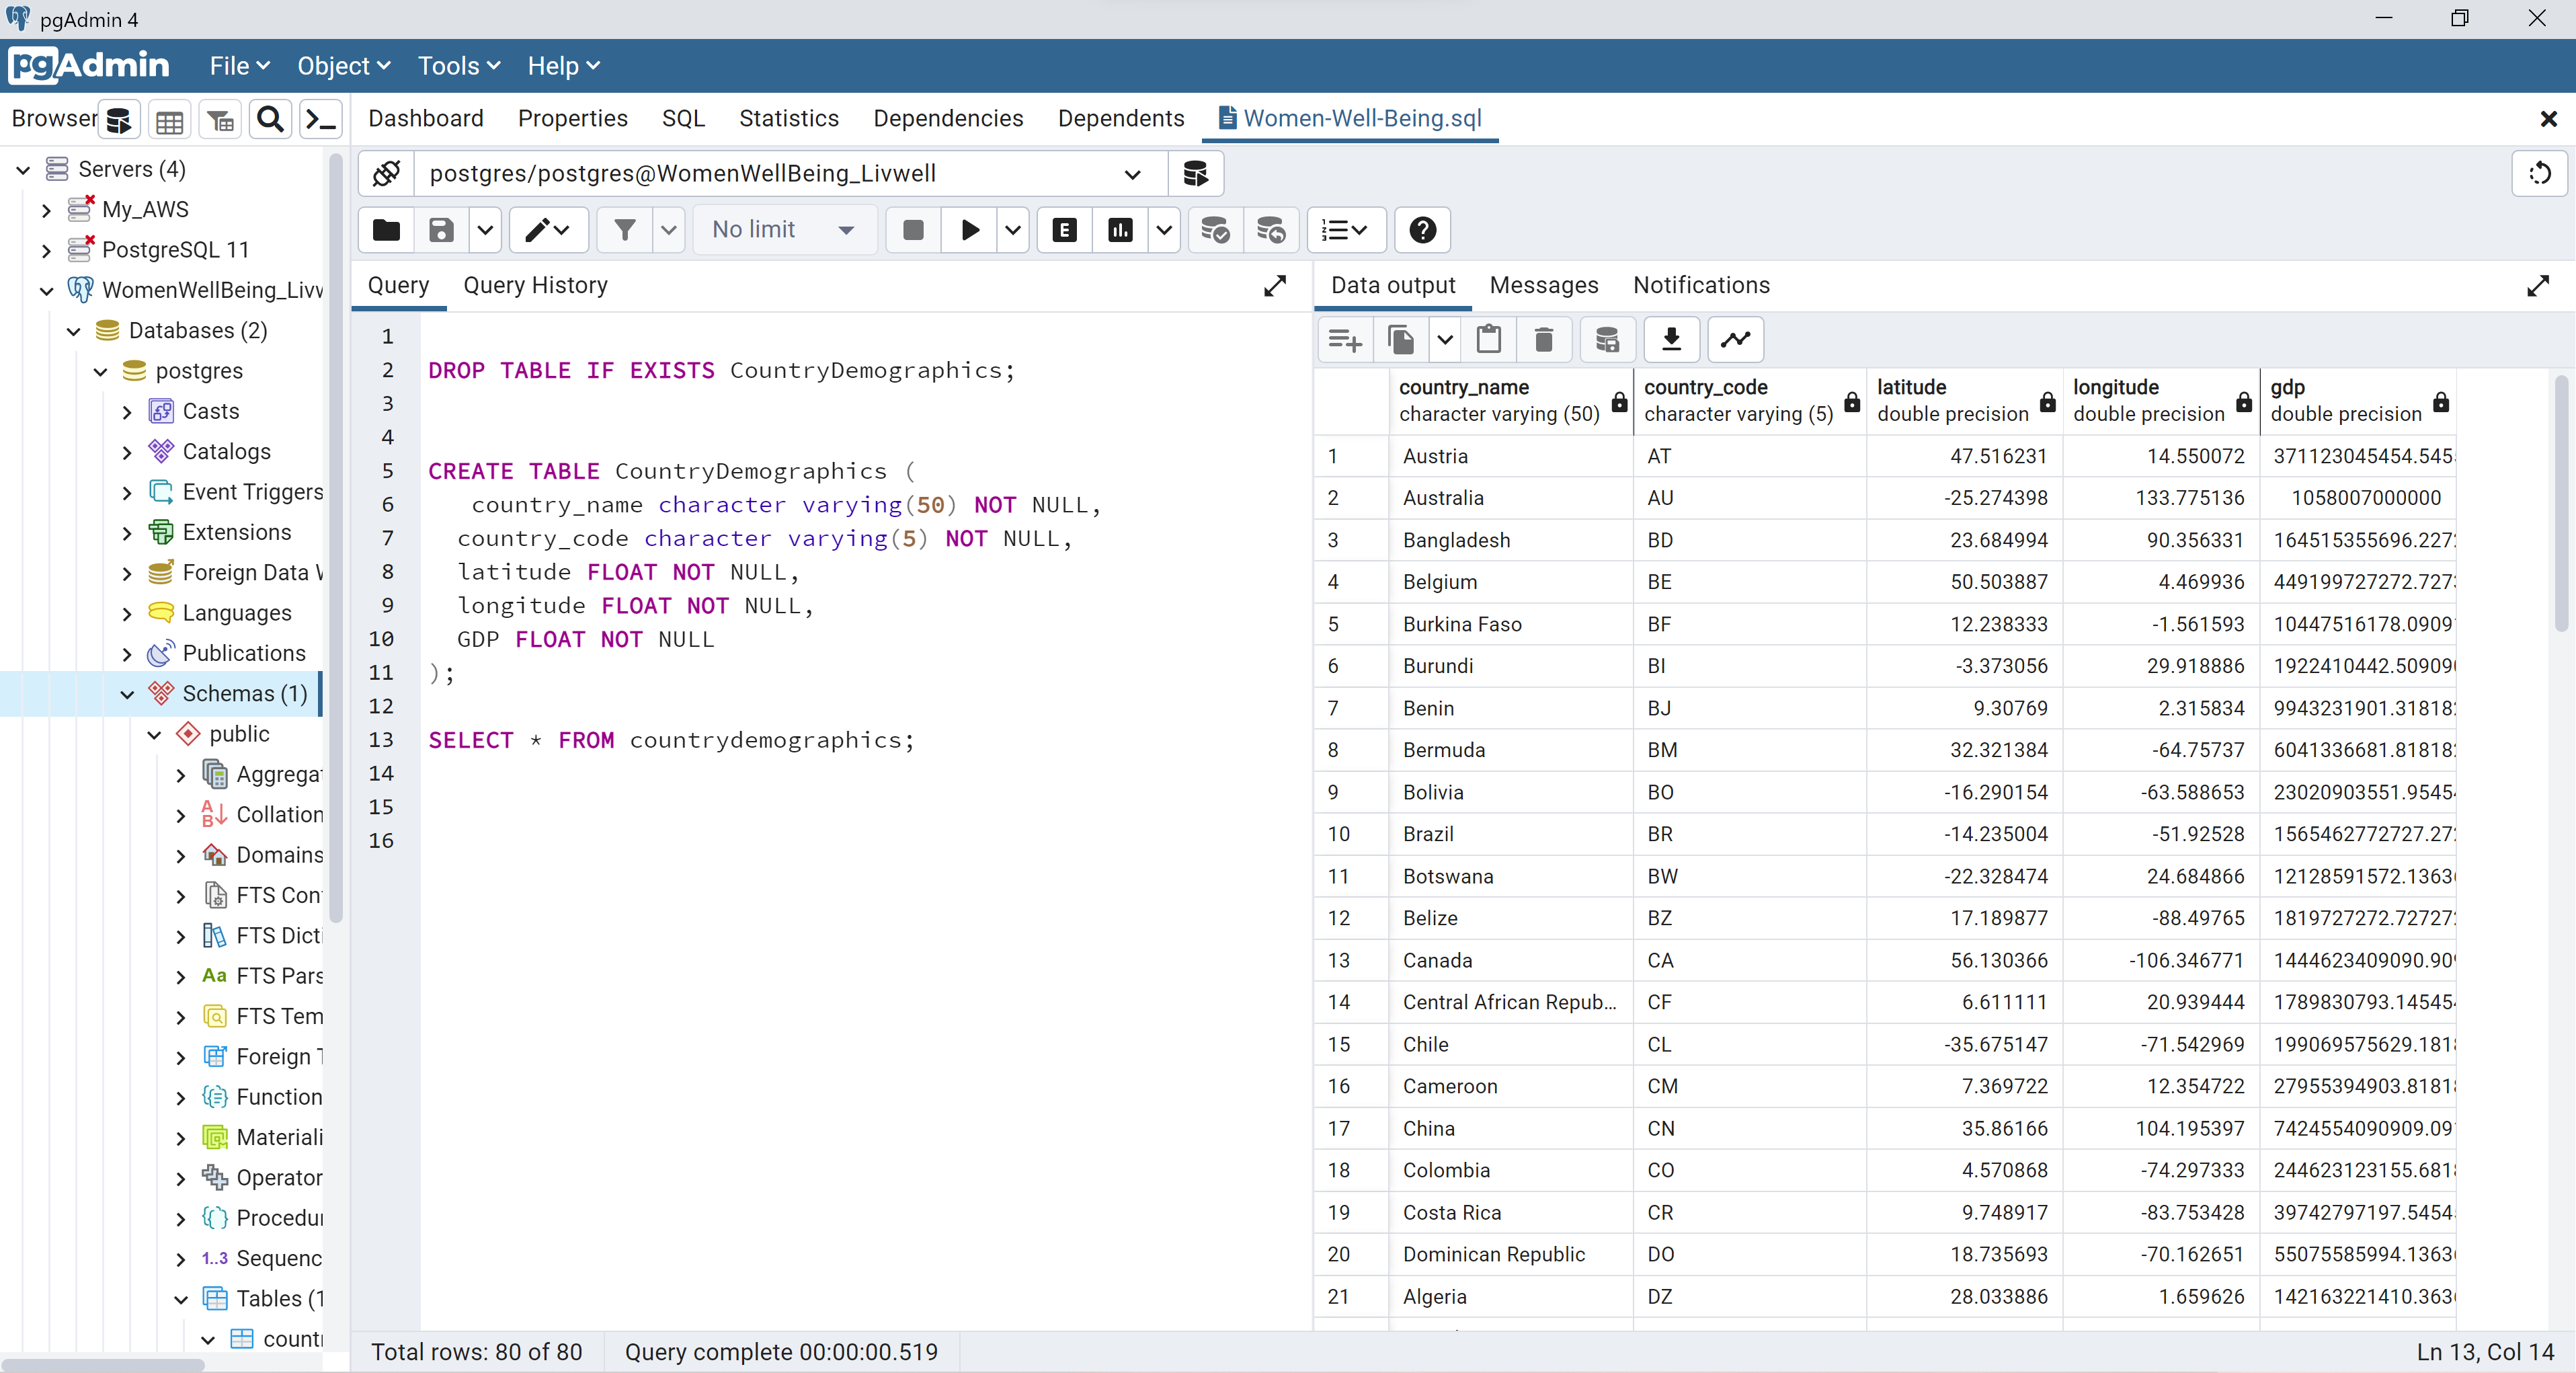 pgAdmin 4
pgAdmin File Object Tools Help
Browser Dashboard Properties SQL Statistics Dependencies Dependents Women-Well-Being.sql
Servers (4)
My_AWS
PostgreSQL 11
WomenWellBeing_Livw
Databases (2)
postgres
Casts
Catalogs
Event Triggers
Extensions
Foreign Data W
Languages
Publications
Schemas (1)
public
Aggregat
Collation
Domains
FTS Con
FTS Dicti
Aa FTS Pars
FTS Tem
Foreign T
Function
Materiali
Operator
Procedur
1..3 Sequenc
Tables (1
countr
postgres/postgres@WomenWellBeing_Livwell
No limit E
Query Query History
1
2 DROP TABLE IF EXISTS CountryDemographics;
3
4
5 CREATE TABLE CountryDemographics (
6 country_name character varying(50) NOT NULL,
7 country_code character varying(5) NOT NULL,
8 latitude FLOAT NOT NULL,
9 longitude FLOAT NOT NULL,
10 GDP FLOAT NOT NULL
11 );
12
13 SELECT * FROM countrydemographics;
14
15
16
Data output Messages Notifications
country_name country_code latitude longitude gdp
character varying (50) character varying (5) double precision double precision double precision
1 Austria AT 47.516231 14.550072 371123045454.545
2 Australia AU -25.274398 133.775136 1058007000000
3 Bangladesh BD 23.684994 90.356331 164515355696.227
4 Belgium BE 50.503887 4.469936 449199727272.727
5 Burkina Faso BF 12.238333 -1.561593 10447516178.0909
6 Burundi BI -3.373056 29.918886 1922410442.50909
7 Benin BJ 9.30769 2.315834 9943231901.31818
8 Bermuda BM 32.321384 -64.75737 6041336681.81818
9 Bolivia BO -16.290154 -63.588653 23020903551.9545
10 Brazil BR -14.235004 -51.92528 1565462772727.27
11 Botswana BW -22.328474 24.684866 12128591572.1363
12 Belize BZ 17.189877 -88.49765 1819727272.72727
13 Canada CA 56.130366 -106.346771 1444623409090.90
14 Central African Repub... CF 6.611111 20.939444 1789830793.14545
15 Chile CL -35.675147 -71.542969 199069575629.181
16 Cameroon CM 7.369722 12.354722 27955394903.8181
17 China CN 35.86166 104.195397 7424554090909.09
18 Colombia CO 4.570868 -74.297333 244623123155.681
19 Costa Rica CR 9.748917 -83.753428 39742797197.5454
20 Dominican Republic DO 18.735693 -70.162651 55075585994.1363
21 Algeria DZ 28.033886 1.659626 142163221410.363
Total rows: 80 of 80 Query complete 00:00:00.519 Ln 13, Col 14